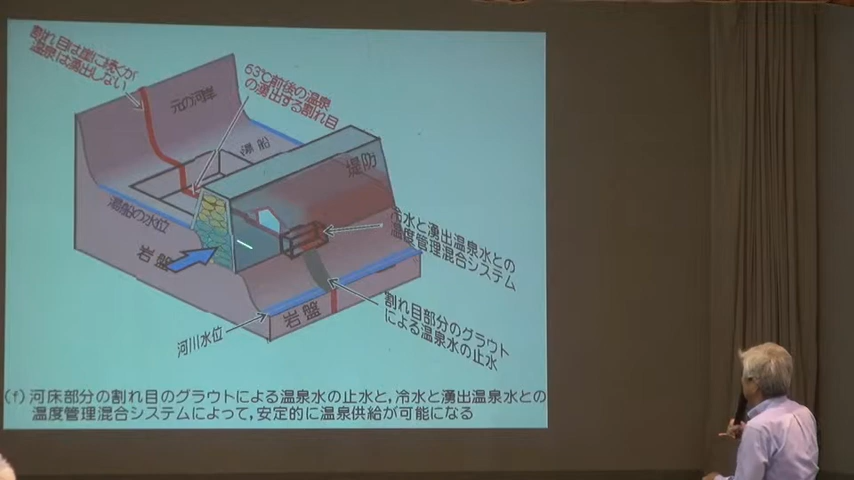 割れ目は崖に続くが
温泉は湧出しない
元の河岸
63℃前後の温泉
の湧出する割れ目
湯船
堤防
湯船の水位
岩盤
冷水と湧出温泉水との
温度管理混合システム
割れ目部分のグラウト
による温泉水の止水
岩盤
河川水位
(f) 河床部分の割れ目のグラウトによる温泉水の止水と,冷水と湧出温泉水との
温度管理混合システムによって,安定的に温泉供給が可能になる